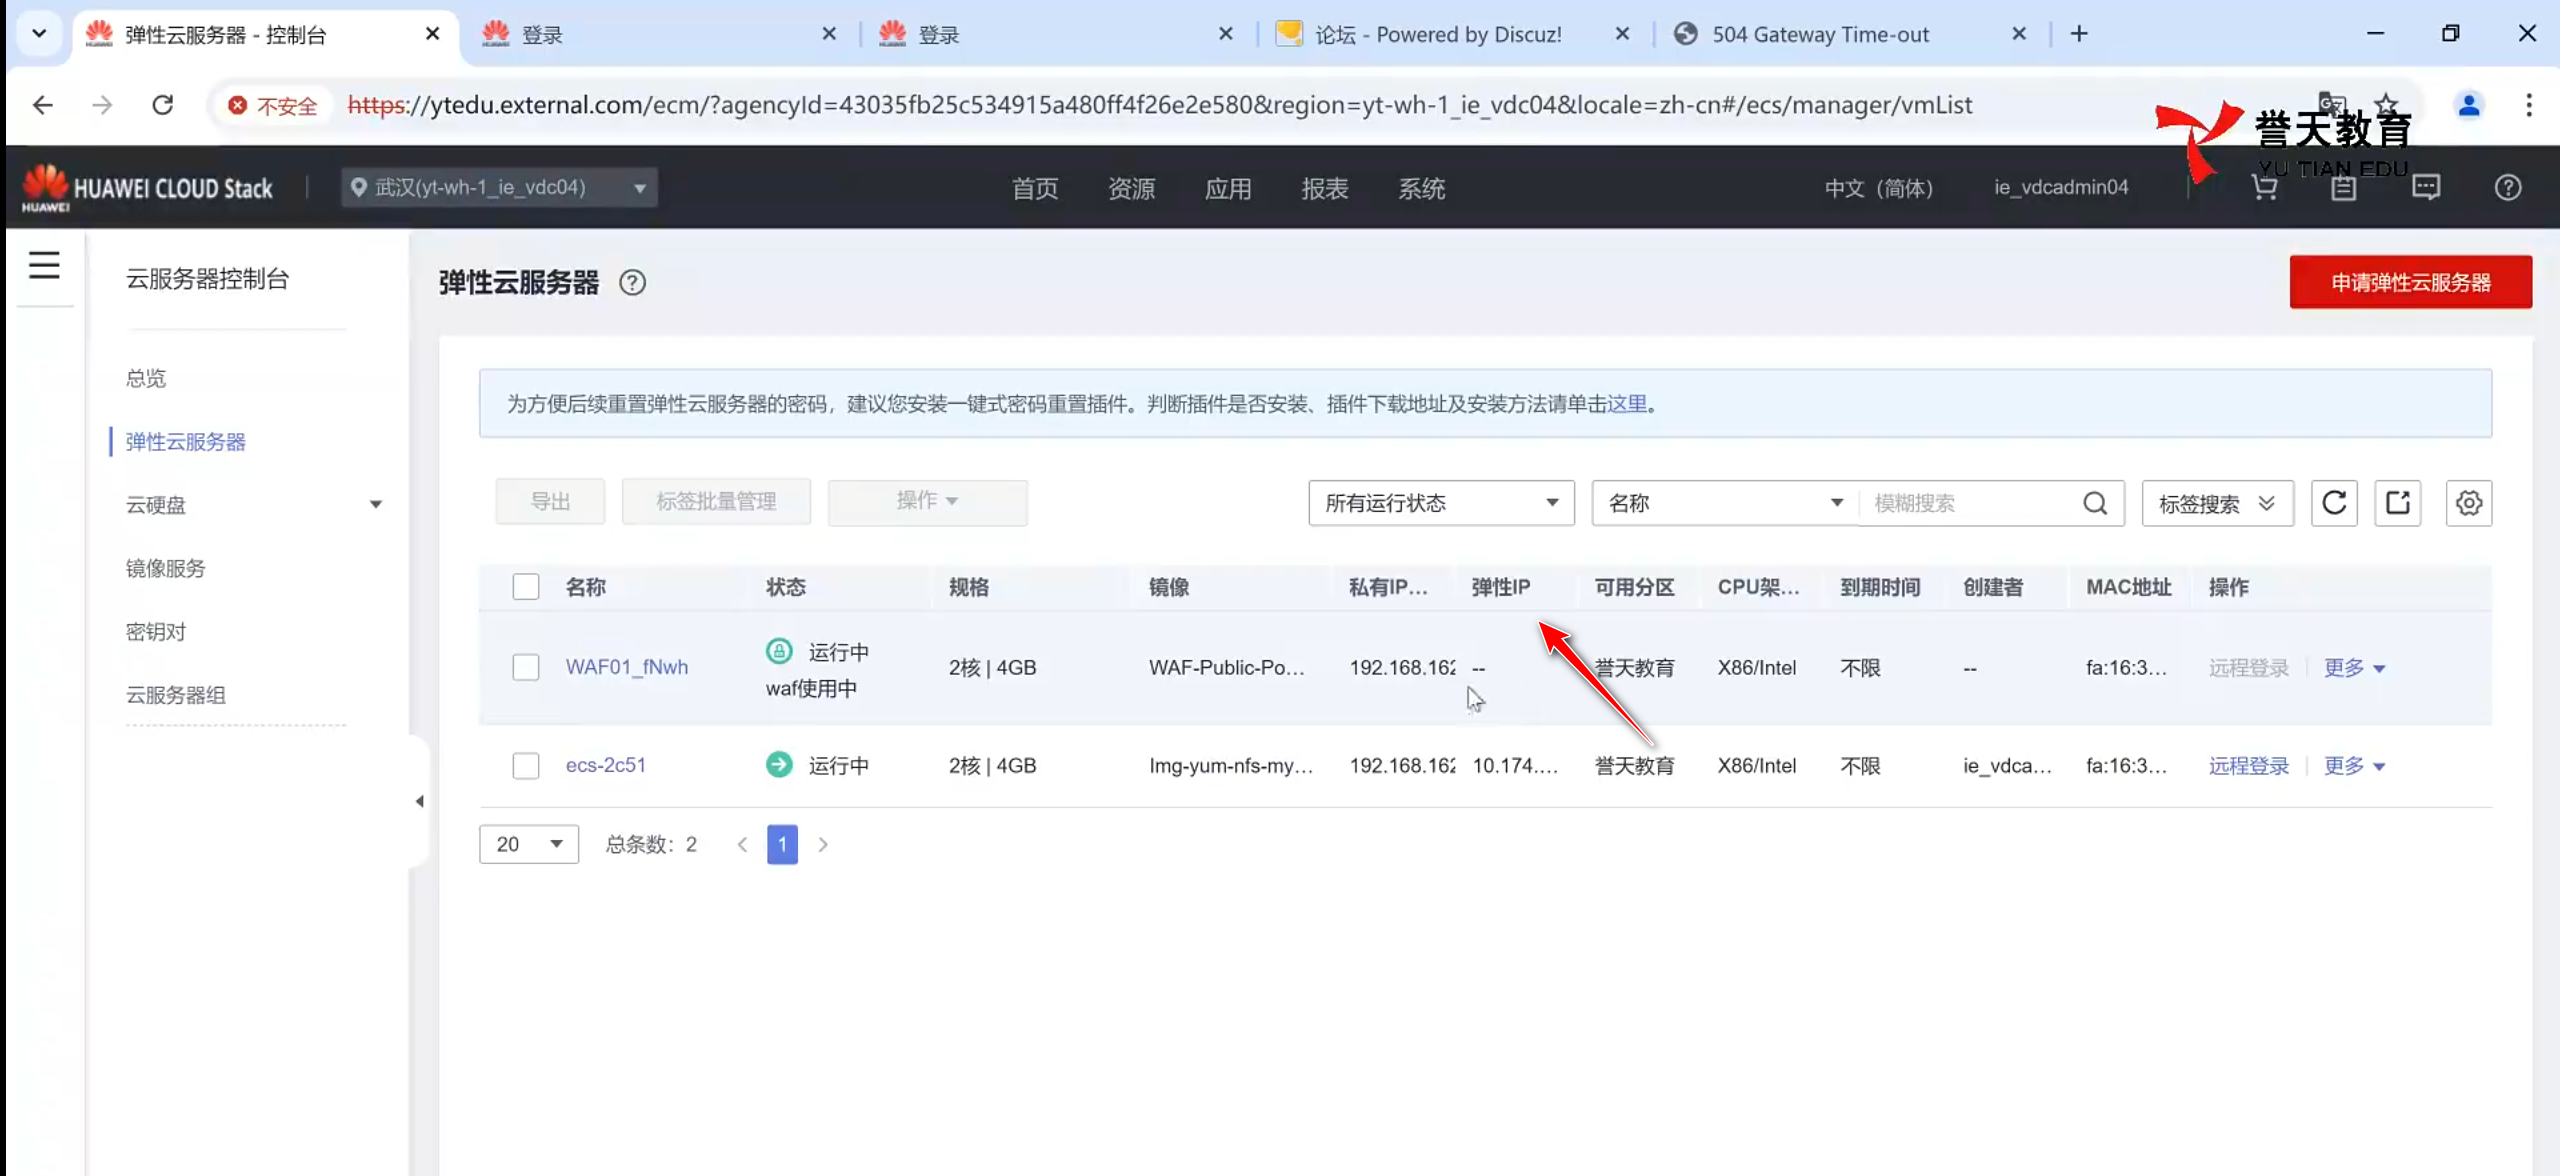 弹性云服务器 - 控制台
登录
登录
论坛 - Powered by Discuz!
504 Gateway Time-out
不安全
https://ytedu.external.com/ecm/?agencyId=43035fb25c534915a480ff4f26e2e580&region=yt-wh-1_ie_vdc04&locale=zh-cn#/ecs/manager/vmList
誉天教育
YU TIAN EDU
HUAWEI
HUAWEI CLOUD Stack
武汉(yt-wh-1_ie_vdc04)
首页
资源
应用
报表
系统
中文（简体）
ie_vdcadmin04
云服务器控制台
总览
弹性云服务器
云硬盘
镜像服务
密钥对
云服务器组
弹性云服务器
申请弹性云服务器
为方便后续重置弹性云服务器的密码，建议您安装一键式密码重置插件。判断插件是否安装、插件下载地址及安装方法请单击这里。
导出 标签批量管理 操作 所有运行状态 名称 模糊搜索 标签搜索
名称 状态 规格 镜像 私有IP... 弹性IP 可用分区 CPU架... 到期时间 创建者 MAC地址 操作
WAF01_fNwh 运行中 waf使用中 2核 | 4GB WAF-Public-Po... 192.168.162 -- 誉天教育 X86/Intel 不限 -- fa:16:3... 远程登录 更多
ecs-2c51 运行中 2核 | 4GB Img-yum-nfs-my... 192.168.162 10.174.... 誉天教育 X86/Intel 不限 ie_vdca... fa:16:3... 远程登录 更多
20 总条数：2 < 1 >